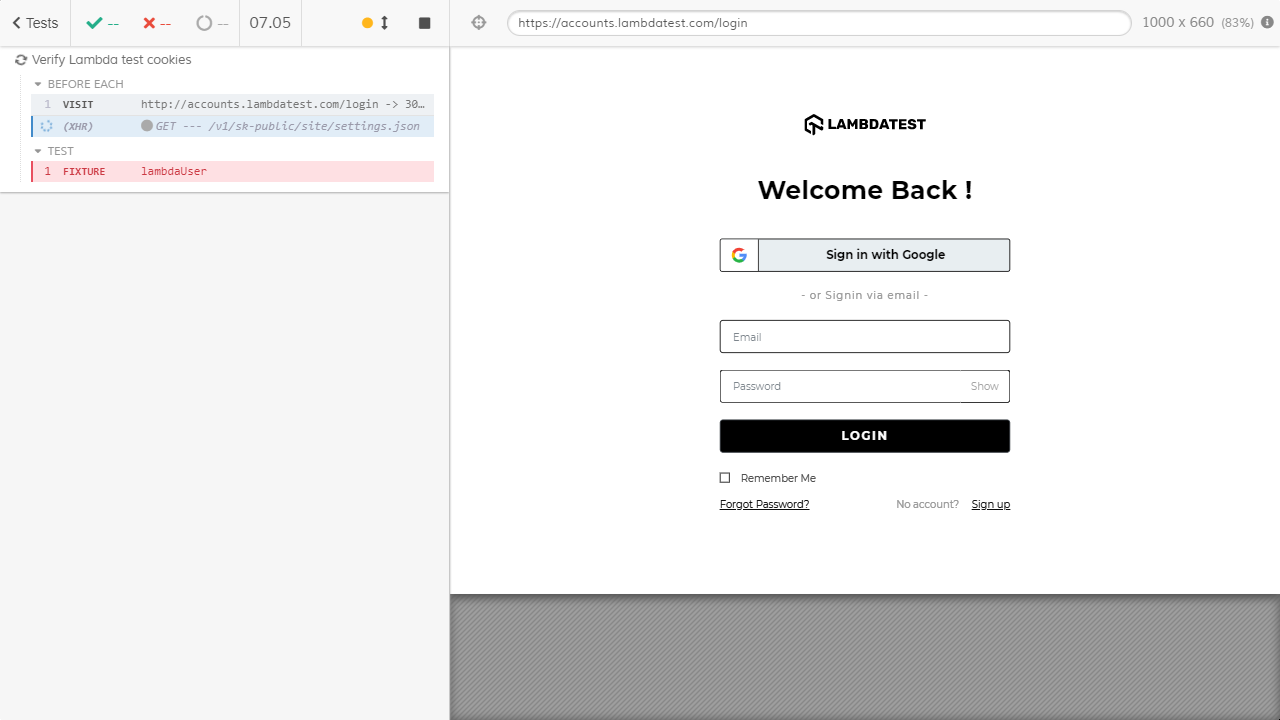 Tests
--
--
--
07.05
https://accounts.lambdatest.com/login
1000 x 660 (83%)
Verify Lambda test cookies
BEFORE EACH
1 VISIT http://accounts.lambdatest.com/login -> 30…
(XHR) GET --- /v1/sk-public/site/settings.json
TEST
1 FIXTURE lambdaUser
LAMBDATEST
Welcome Back !
Sign in with Google
- or Signin via email -
Email
Password Show
LOGIN
Remember Me
Forgot Password? No account? Sign up